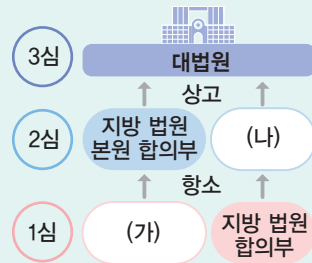 3심
대법원
상고
2심
지방 법원
본원 합의부
(나)
항소
1심
(가)
지방 법원
합의부